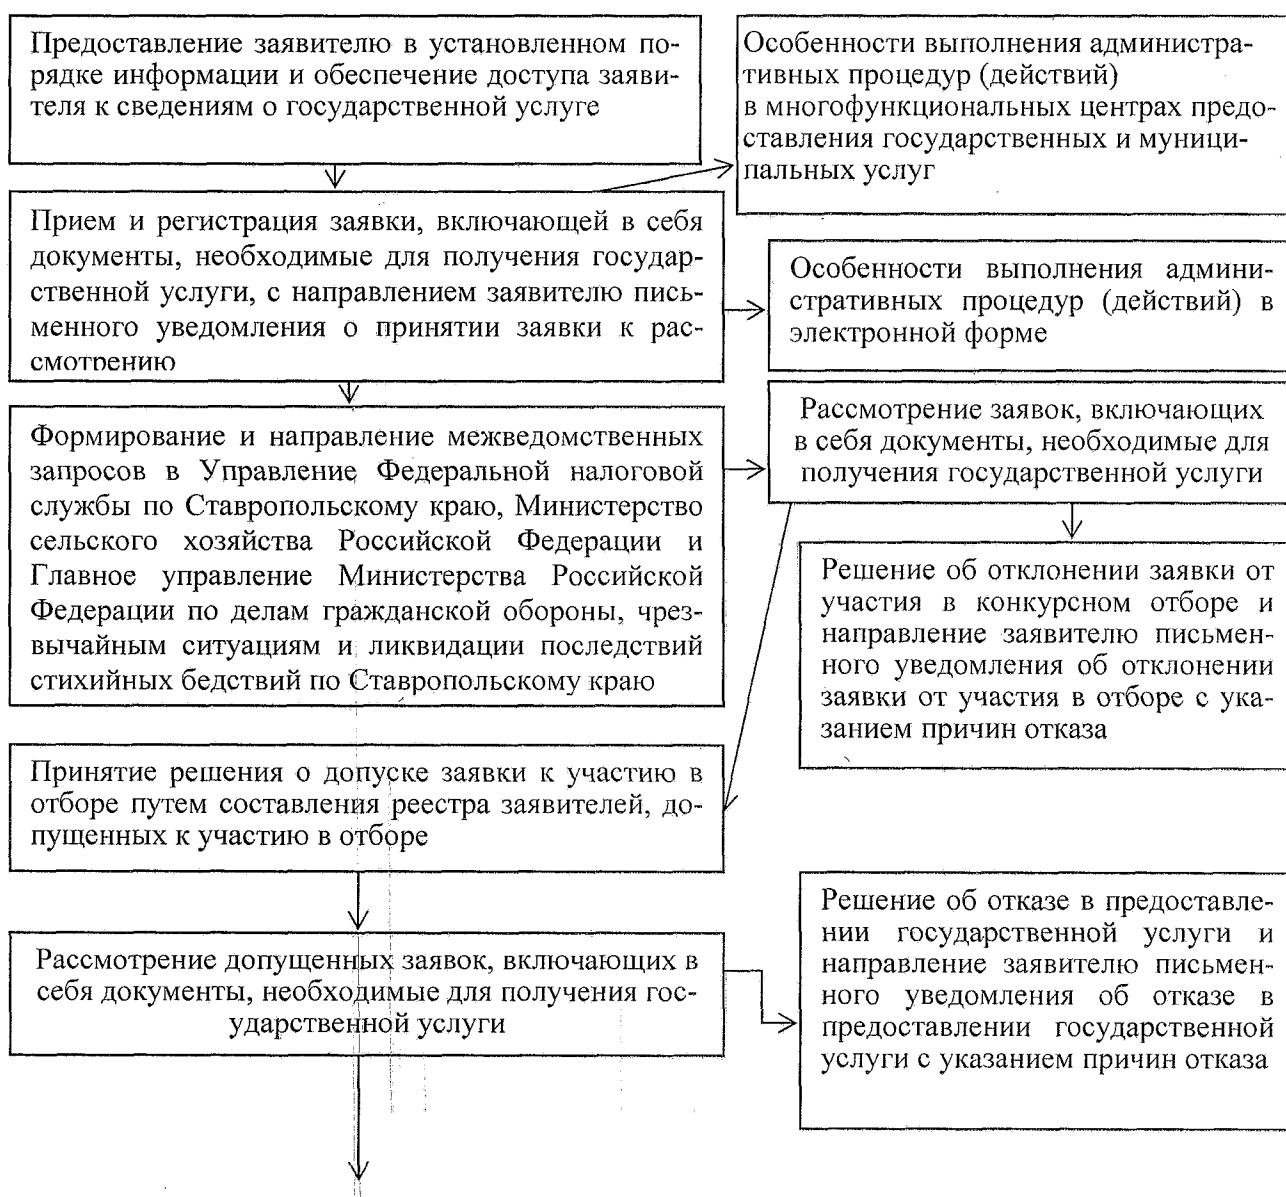 Предоставление заявителю в установленном по-
рядке информации и обеспечение доступа заяви-
теля к сведениям о государственной услуге
Особенности выполнения администра-
тивных процедур (действий)
в многофункциональных центрах предо-
ставления государственных и муници-
пальных услуг
Прием и регистрация заявки, включающей в себя
документы, необходимые для получения государ-
ственной услуги, с направлением заявителю пись-
менного уведомления о принятии заявки к рас-
смотрению
Особенности выполнения админи-
стративных процедур (действий) в
электронной форме
Формирование и направление межведомственных
запросов в Управление Федеральной налоговой
службы по Ставропольскому краю, Министерство
сельского хозяйства Российской Федерации и
Главное управление Министерства Российской
Федерации по делам гражданской обороны, чрез-
вычайным ситуациям и ликвидации последствий
стихийных бедствий по Ставропольскому краю
Рассмотрение заявок, включающих
в себя документы, необходимые для
получения государственной услуги
Решение об отклонении заявки от
участия в конкурсном отборе и
направление заявителю письмен-
ного уведомления об отклонении
заявки от участия в отборе с ука-
занием причин отказа
Принятие решения о допуске заявки к участию в
отборе путем составления реестра заявителей, до-
пущенных к участию в отборе
Рассмотрение допущенных заявок, включающих в
себя документы, необходимые для получения гос-
ударственной услуги
Решение об отказе в предоставле-
нии государственной услуги и
направление заявителю письмен-
ного уведомления об отказе в
предоставлении государственной
услуги с указанием причин отказа